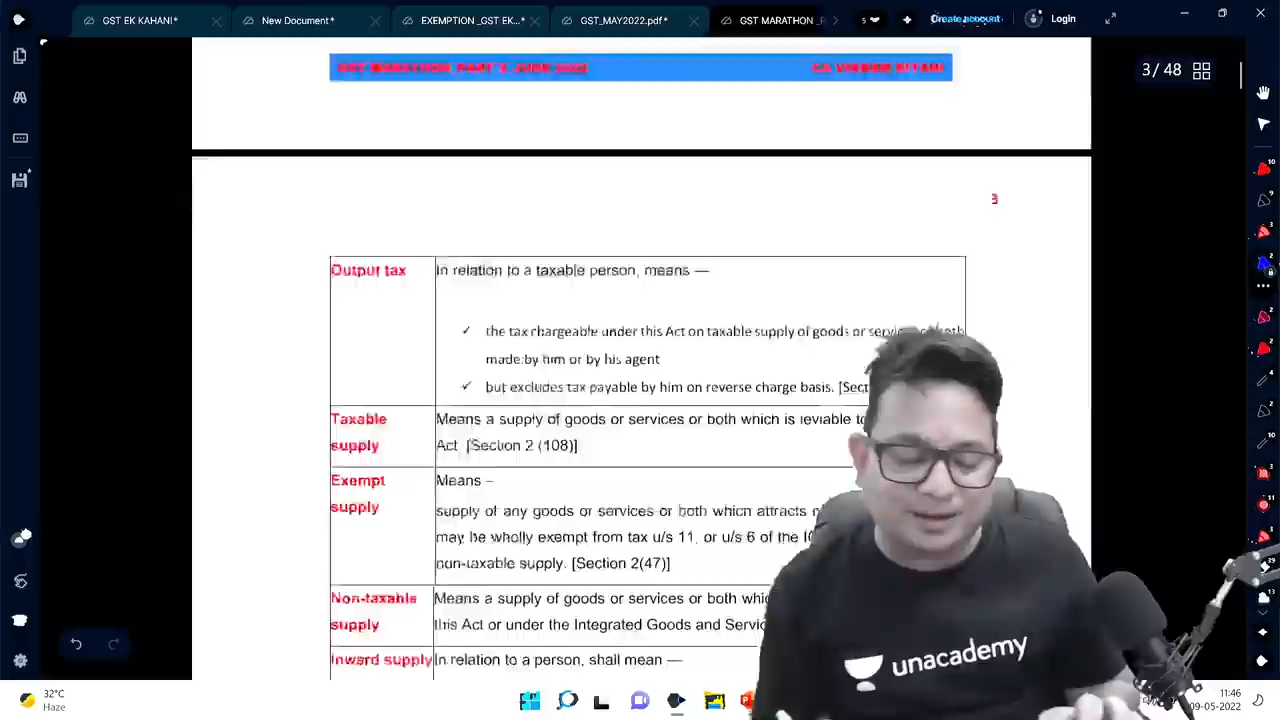 GST EK KAHANI*
New Document*
EXEMPTION _GST EK...*
GST_MAY2022.pdf*
GST MARATHON
5
Create account
Login
3 / 48
Output tax
In relation to a taxable person, means —
✓ the tax chargeable under this Act on taxable supply of goods or
made by him or by his agent
✓ but excludes tax payable by him on reverse charge basis. [Sect
Taxable
supply
Means a supply of goods or services or both which is leviable to
Act [Section 2 (108)]
Exempt
supply
Means –
supply of any goods or services or both which attracts
may be wholly exempt from tax u/s 11, or u/s 6 of the
non-taxable supply. [Section 2(47)]
Non-taxable
supply
Means a supply of goods or services or both
this Act or under the Integrated Goods and
Inward supply
In relation to a person, shall mean —
unacademy
32°C
Haze
11:46
09-05-2022